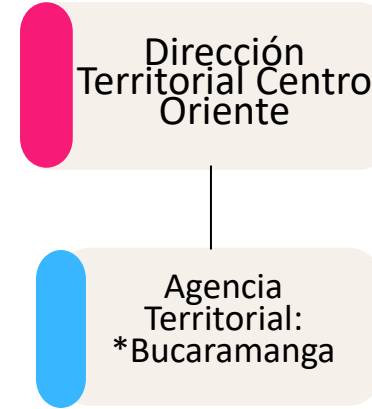 Dirección
Territorial Centro
Oriente
Agencia
Territorial:
*Bucaramanga